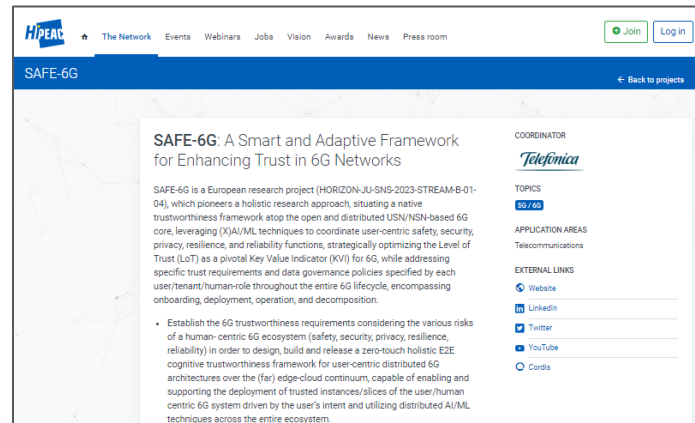 HiPEAC
The Network Events Webinars Jobs Vision Awards News Press room
Join Log in
SAFE-6G
← Back to projects
SAFE-6G: A Smart and Adaptive Framework
for Enhancing Trust in 6G Networks
SAFE-6G is a European research project (HORIZON-JU-SNS-2023-STREAM-B-01-
04), which pioneers a holistic research approach, situating a native
trustworthiness framework atop the open and distributed USN/NSN-based 6G
core, leveraging (X)AI/ML techniques to coordinate user-centric safety, security,
privacy, resilience, and reliability functions, strategically optimizing the Level of
Trust (LoT) as a pivotal Key Value Indicator (KVI) for 6G, while addressing
specific trust requirements and data governance policies specified by each
user/tenant/human-role throughout the entire 6G lifecycle, encompassing
onboarding, deployment, operation, and decomposition.
• Establish the 6G trustworthiness requirements considering the various risks
of a human- centric 6G ecosystem (safety, security, privacy, resilience,
reliability) in order to design, build and release a zero-touch holistic E2E
cognitive trustworthiness framework for user-centric distributed 6G
architectures over the (far) edge-cloud continuum, capable of enabling and
supporting the deployment of trusted instances/slices of the user/human
centric 6G system driven by the user's intent and utilizing distributed AI/ML
techniques across the entire ecosystem.
COORDINATOR
Telefónica
TOPICS
5G / 6G
APPLICATION AREAS
Telecommunications
EXTERNAL LINKS
Website
LinkedIn
Twitter
YouTube
Cordis